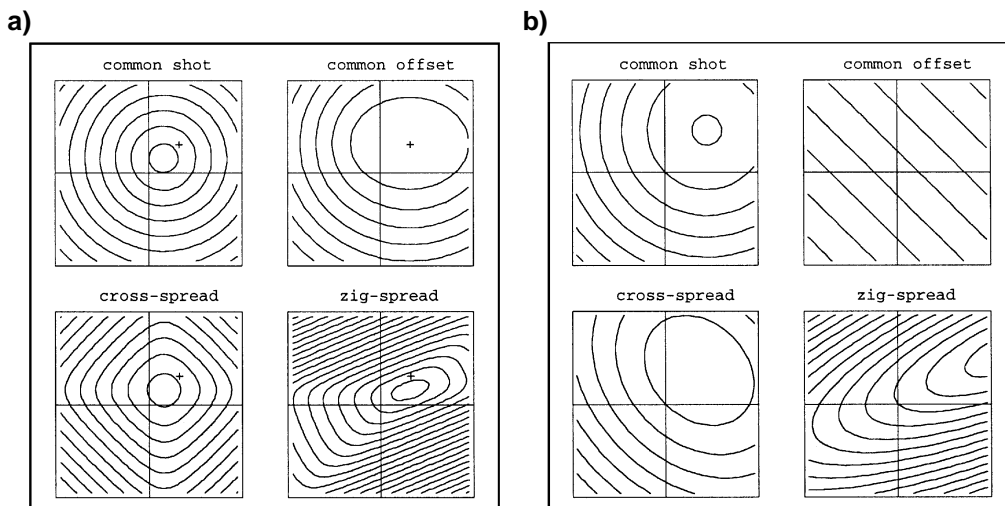 a)
common shot
common offset
cross-spread
zig-spread
b)
common shot
common offset
cross-spread
zig-spread